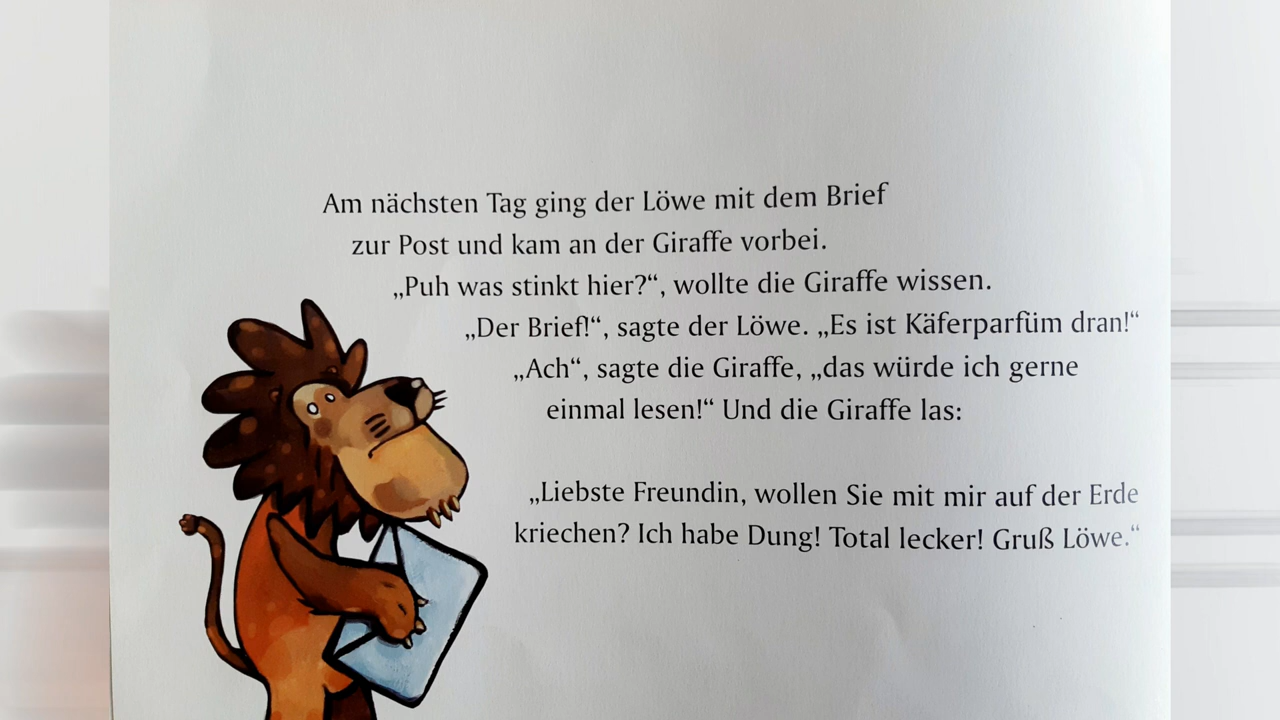 Am nächsten Tag ging der Löwe mit dem Brief
zur Post und kam an der Giraffe vorbei.
„Puh was stinkt hier?“, wollte die Giraffe wissen.
„Der Brief!“, sagte der Löwe. „Es ist Käferparfüm dran!“
„Ach“, sagte die Giraffe, „das würde ich gerne
einmal lesen!“ Und die Giraffe las:
„Liebste Freundin, wollen Sie mit mir auf der Erde
kriechen? Ich habe Dung! Total lecker! Gruß Löwe.“